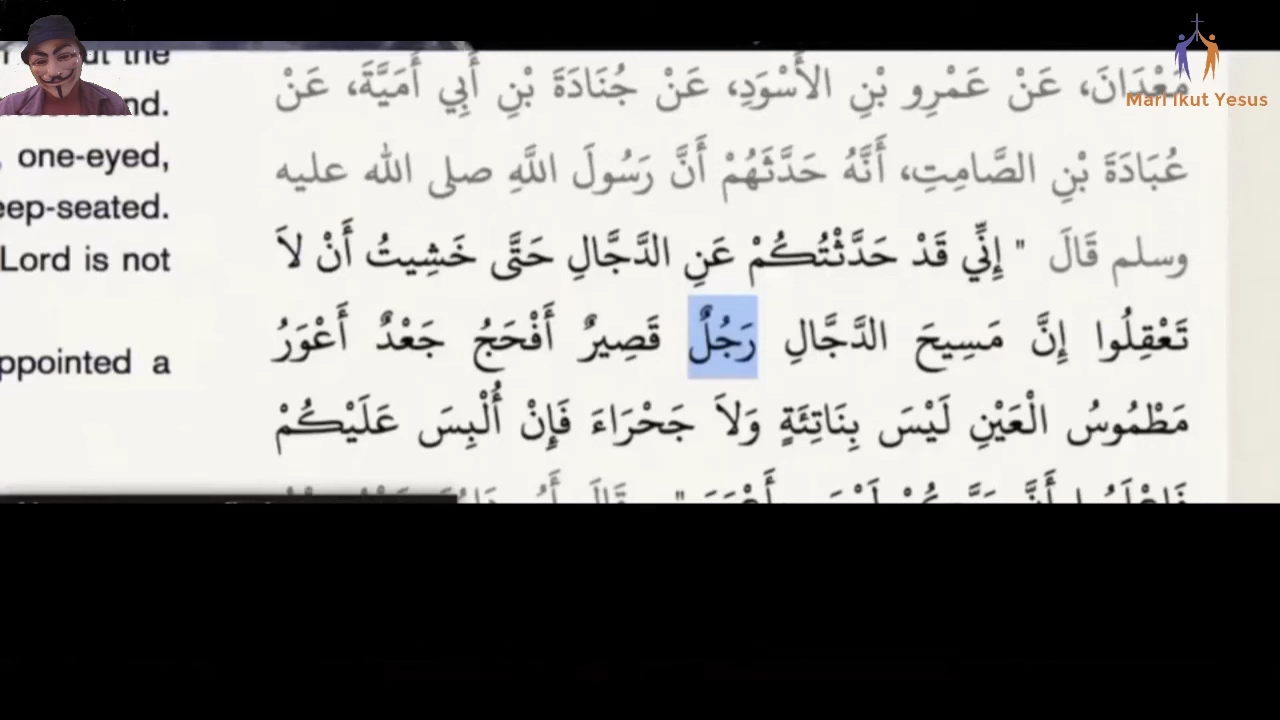 ut the
nd.
one-eyed,
eep-seated.
Lord is not
ppointed a
مَعْدَانَ، عَنْ عَمْرِو بْنِ الأَسْوَدِ، عَنْ جُنَادَةَ بْنِ أَبِي أُمَيَّةَ، عَنْ
عُبَادَةَ بْنِ الصَّامِتِ، أَنَّهُ حَدَّثَهُمْ أَنَّ رَسُولَ اللَّهِ صلى الله عليه
وسلم قَالَ " إِنِّي قَدْ حَدَّثْتُكُمْ عَنِ الدَّجَّالِ حَتَّى خَشِيتُ أَنْ لاَ
تَعْقِلُوا إِنَّ مَسِيحَ الدَّجَّالِ رَجُلٌ قَصِيرٌ أَفْحَجُ جَعْدٌ أَعْوَرُ
مَطْمُوسُ الْعَيْنِ لَيْسَ بِنَاتِئَةٍ وَلاَ جَحْرَاءَ فَإِنْ أُلْبِسَ عَلَيْكُمْ
Mari Ikut Yesus